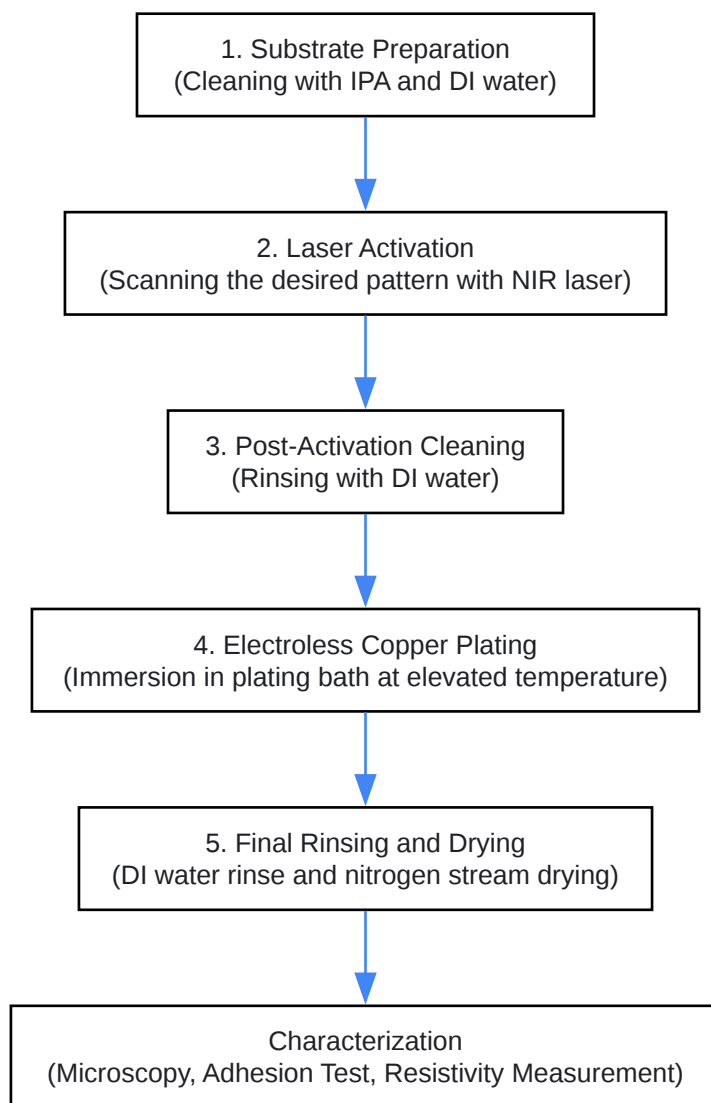 1. Substrate Preparation
(Cleaning with IPA and DI water)
2. Laser Activation
(Scanning the desired pattern with NIR laser)
3. Post-Activation Cleaning
(Rinsing with DI water)
4. Electroless Copper Plating
(Immersion in plating bath at elevated temperature)
5. Final Rinsing and Drying
(DI water rinse and nitrogen stream drying)
Characterization
(Microscopy, Adhesion Test, Resistivity Measurement)